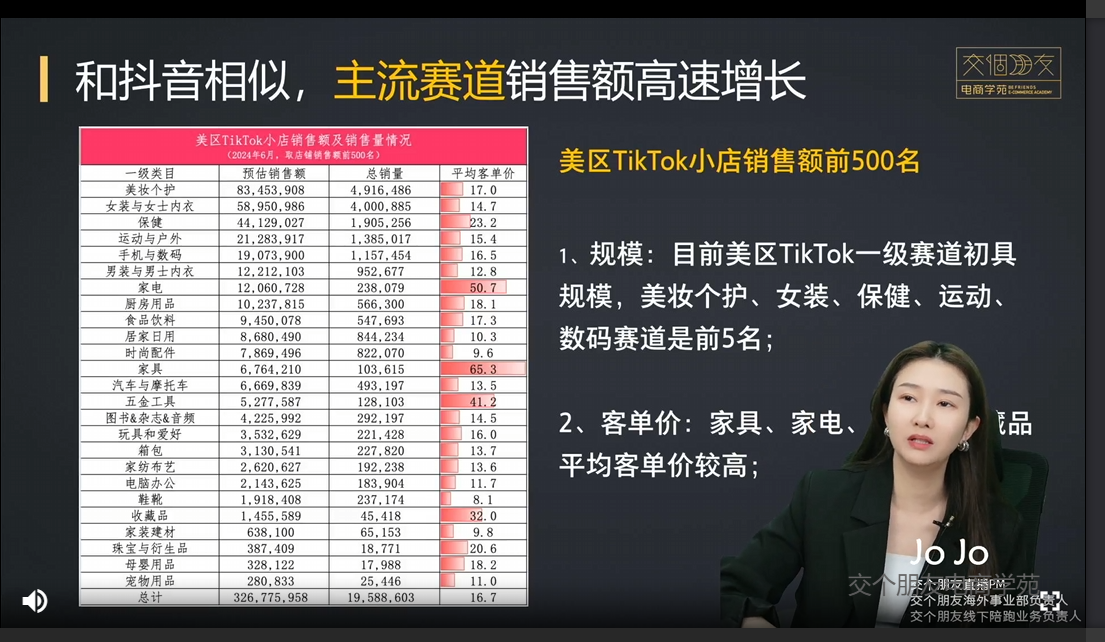 和抖音相似，主流赛道销售额高速增长
交個朋友
电商学苑 BE FRIENDS E-COMMERCE ACADEMY
美区TikTok小店销售额及销售量情况
（2024年6月，取店铺销售额前500名）
一级类目 预估销售额 总销量 平均客单价
美妆个护 83,453,908 4,916,486 17.0
女装与女士内衣 58,950,986 4,000,885 14.7
保健 44,129,027 1,905,256 23.2
运动与户外 21,283,917 1,385,017 15.4
手机与数码 19,073,900 1,157,454 16.5
男装与男士内衣 12,212,103 952,677 12.8
家电 12,060,728 238,079 50.7
厨房用品 10,237,815 566,300 18.1
食品饮料 9,450,078 547,693 17.3
居家日用 8,680,490 844,234 10.3
时尚配件 7,869,496 822,070 9.6
家具 6,764,210 103,615 65.3
汽车与摩托车 6,669,839 493,197 13.5
五金工具 5,277,587 128,103 41.2
图书&杂志&音频 4,225,992 292,197 14.5
玩具和爱好 3,532,629 221,428 16.0
箱包 3,130,541 227,820 13.7
家纺布艺 2,620,627 192,238 13.6
电脑办公 2,143,625 183,904 11.7
鞋靴 1,918,408 237,174 8.1
收藏品 1,455,589 45,418 32.0
家装建材 638,100 65,153 9.8
珠宝与衍生品 387,409 18,771 20.6
母婴用品 328,122 17,988 18.2
宠物用品 280,833 25,446 11.0
总计 326,775,958 19,588,603 16.7
美区TikTok小店销售额前500名
1、规模：目前美区TikTok一级赛道初具
规模，美妆个护、女装、保健、运动、
数码赛道是前5名；
2、客单价：家具、家电、 藏品
平均客单价较高；
Jo Jo
交个朋友电商学苑
交个朋友直播PM
交个朋友海外事业部负责人
交个朋友线下陪跑业务负责人